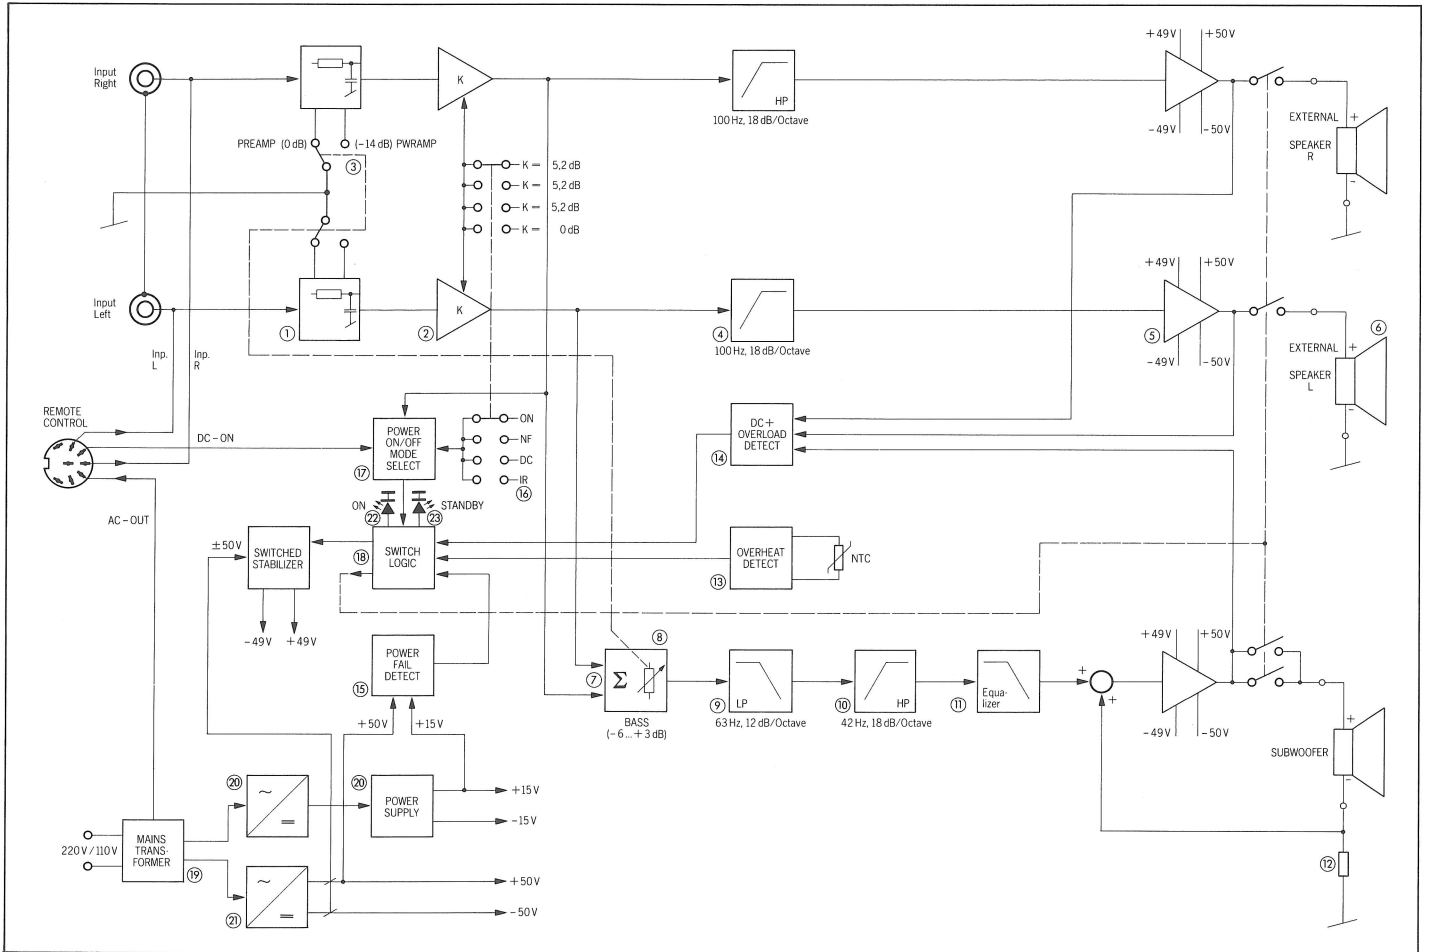 +49V +50V
Input
Right
K
HP
100 Hz, 18 dB/Octave
-49V -50V
EXTERNAL
SPEAKER
R
+
-
PREAMP (0 dB) (-14 dB) PWRAMP
③
K = 5,2 dB
K = 5,2 dB
K = 5,2 dB
K = 0 dB
+49V +50V
Input
Left
①
K
②
④
100 Hz, 18 dB/Octave
⑤
-49V -50V
⑥
EXTERNAL
SPEAKER
L
+
-
Inp.
L
Inp.
R
REMOTE
CONTROL
DC-ON
AC-OUT
POWER
ON/OFF
MODE
SELECT
⑰
ON
NF
DC
IR
⑯
DC+
OVERLOAD
DETECT
⑭
ON
㉒
㉓
STANDBY
±50V
SWITCHED
STABILIZER
⑱
SWITCH
LOGIC
OVERHEAT
DETECT
⑬
NTC
-49V +49V
POWER
FAIL
DETECT
⑮
+50V +15V
⑧
⑦
Σ
BASS
(-6...+3 dB)
⑨
LP
63 Hz, 12 dB/Octave
⑩
HP
42 Hz, 18 dB/Octave
⑪
Equa-
lizer
+
+
+49V +50V
-49V -50V
SUBWOOFER
+
-
⑳
~
=
⑳
POWER
SUPPLY
+15V
-15V
220V/110V
MAINS
TRANS-
FORMER
⑲
㉑
~
=
+50V
-50V
⑫